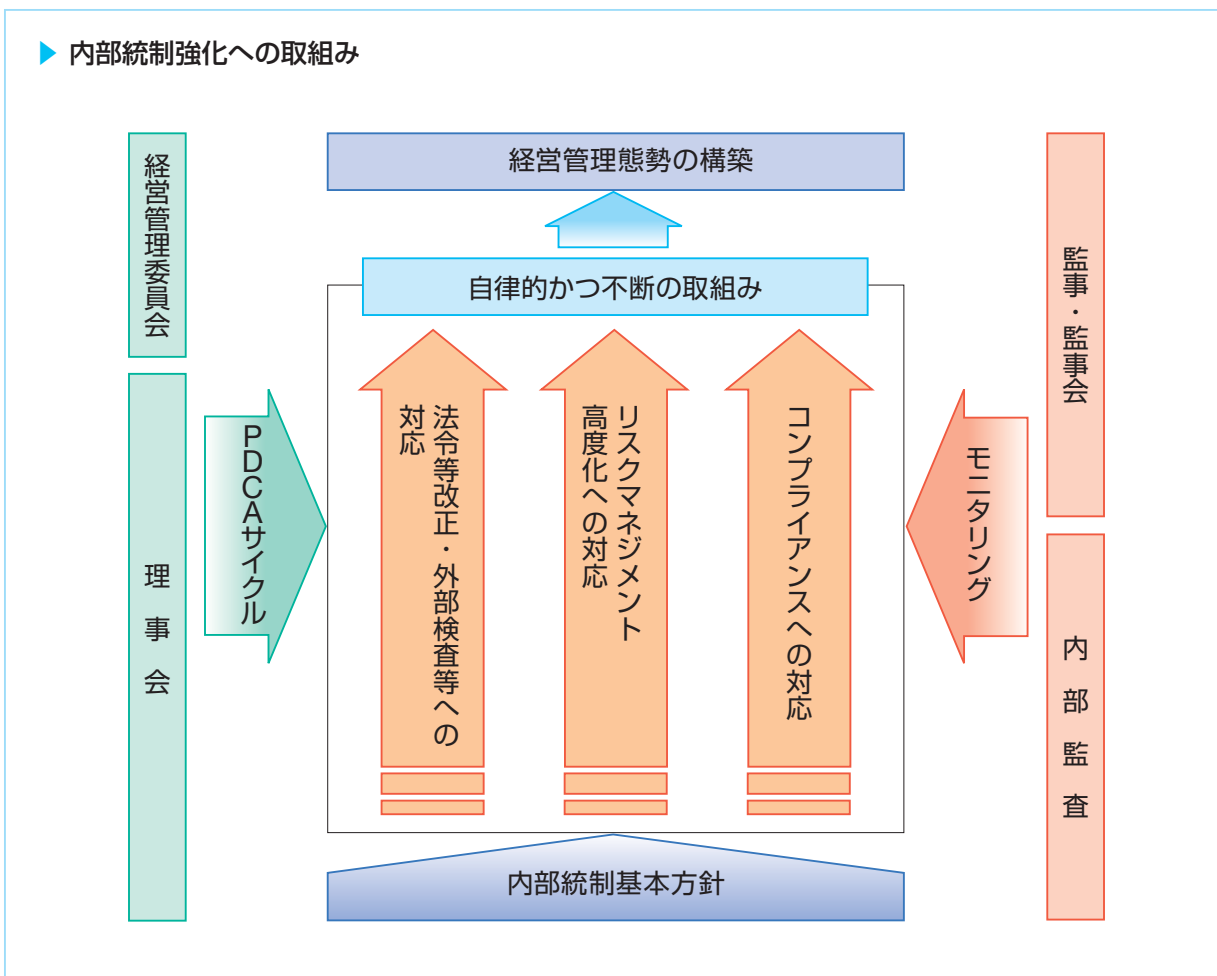 内部統制強化への取組み
経営管理委員会
理事会
PDCAサイクル
経営管理態勢の構築
自律的かつ不断の取組み
法令等改正・外部検査等への
対応
リスクマネジメント
高度化への対応
コンプライアンスへの対応
内部統制基本方針
モニタリング
監事・監事会
内部監査